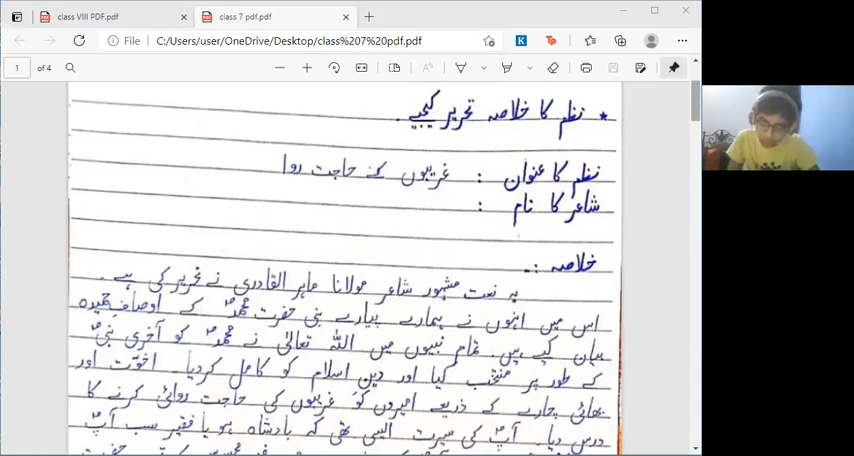 class VIII PDF.pdf
class 7 pdf.pdf
File
C:/Users/user/OneDrive/Desktop/class%207%20pdf.pdf
1 of 4
* نظم کا خلاصہ تحریر کیجیے۔
نظم کا عنوان : غریبوں کے حاجت روا
شاعر کا نام :
خلاصہ :۔
یہ نعت مشہور شاعر مولانا ماہر القادری نے تحریر کی ہے۔
اس میں انہوں نے ہمارے پیارے نبی حضرت محمدؐ کے اوصافِ حمیدہ
بیان کیے ہیں۔ تمام نبیوں میں اللہ تعالیٰ نے محمدؐ کو آخری نبیؐ
کے طور پر منتخب کیا اور دینِ اسلام کو کامل کردیا۔ اخوّت اور
بھائی چارے کے ذریعے امیروں کو غریبوں کی حاجت روائی کرنے کا
درس دیا۔ آپؐ کی سیرت ایسی تھی کہ بادشاہ ہو یا فقیر سب آپؐ